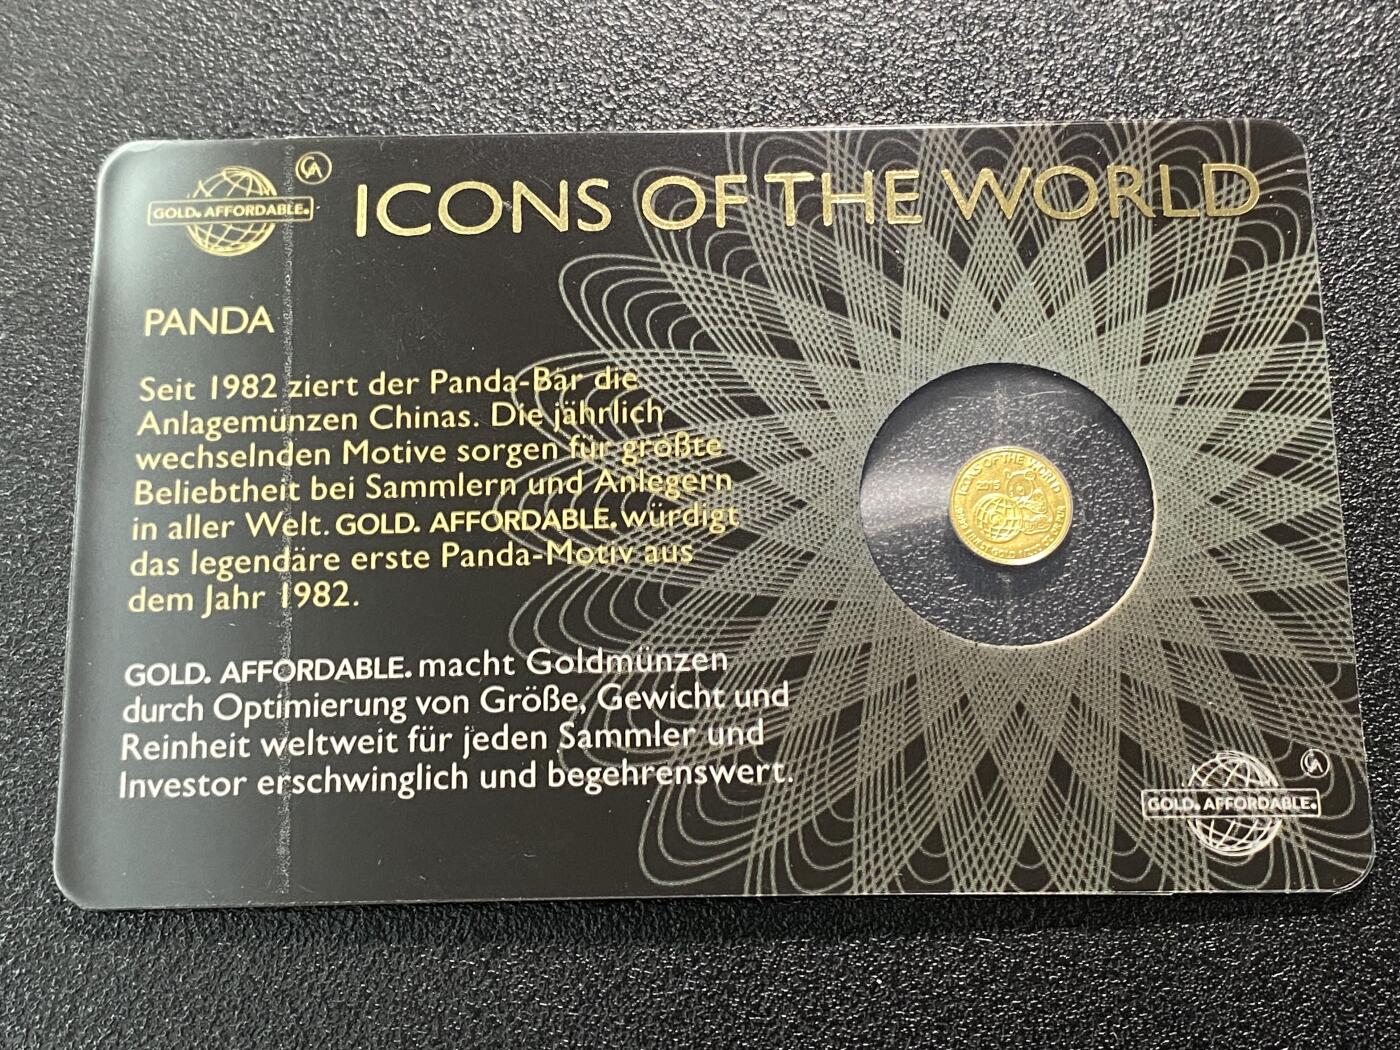 GOLD. AFFORDABLE.
GA
ICONS OF THE WORLD
PANDA
Seit 1982 ziert der Panda-Bär die
Anlagemünzen Chinas. Die jährlich
wechselnden Motive sorgen für größte
Beliebtheit bei Sammlern und Anlegern
in aller Welt. GOLD. AFFORDABLE. würdigt
das legendäre erste Panda-Motiv aus
dem Jahr 1982.
GOLD. AFFORDABLE. macht Goldmünzen
durch Optimierung von Größe, Gewicht und
Reinheit weltweit für jeden Sammler und
Investor erschwinglich und begehrenswert.
ICONS OF THE WORLD
2015
GOLD. AFFORDABLE.
GA